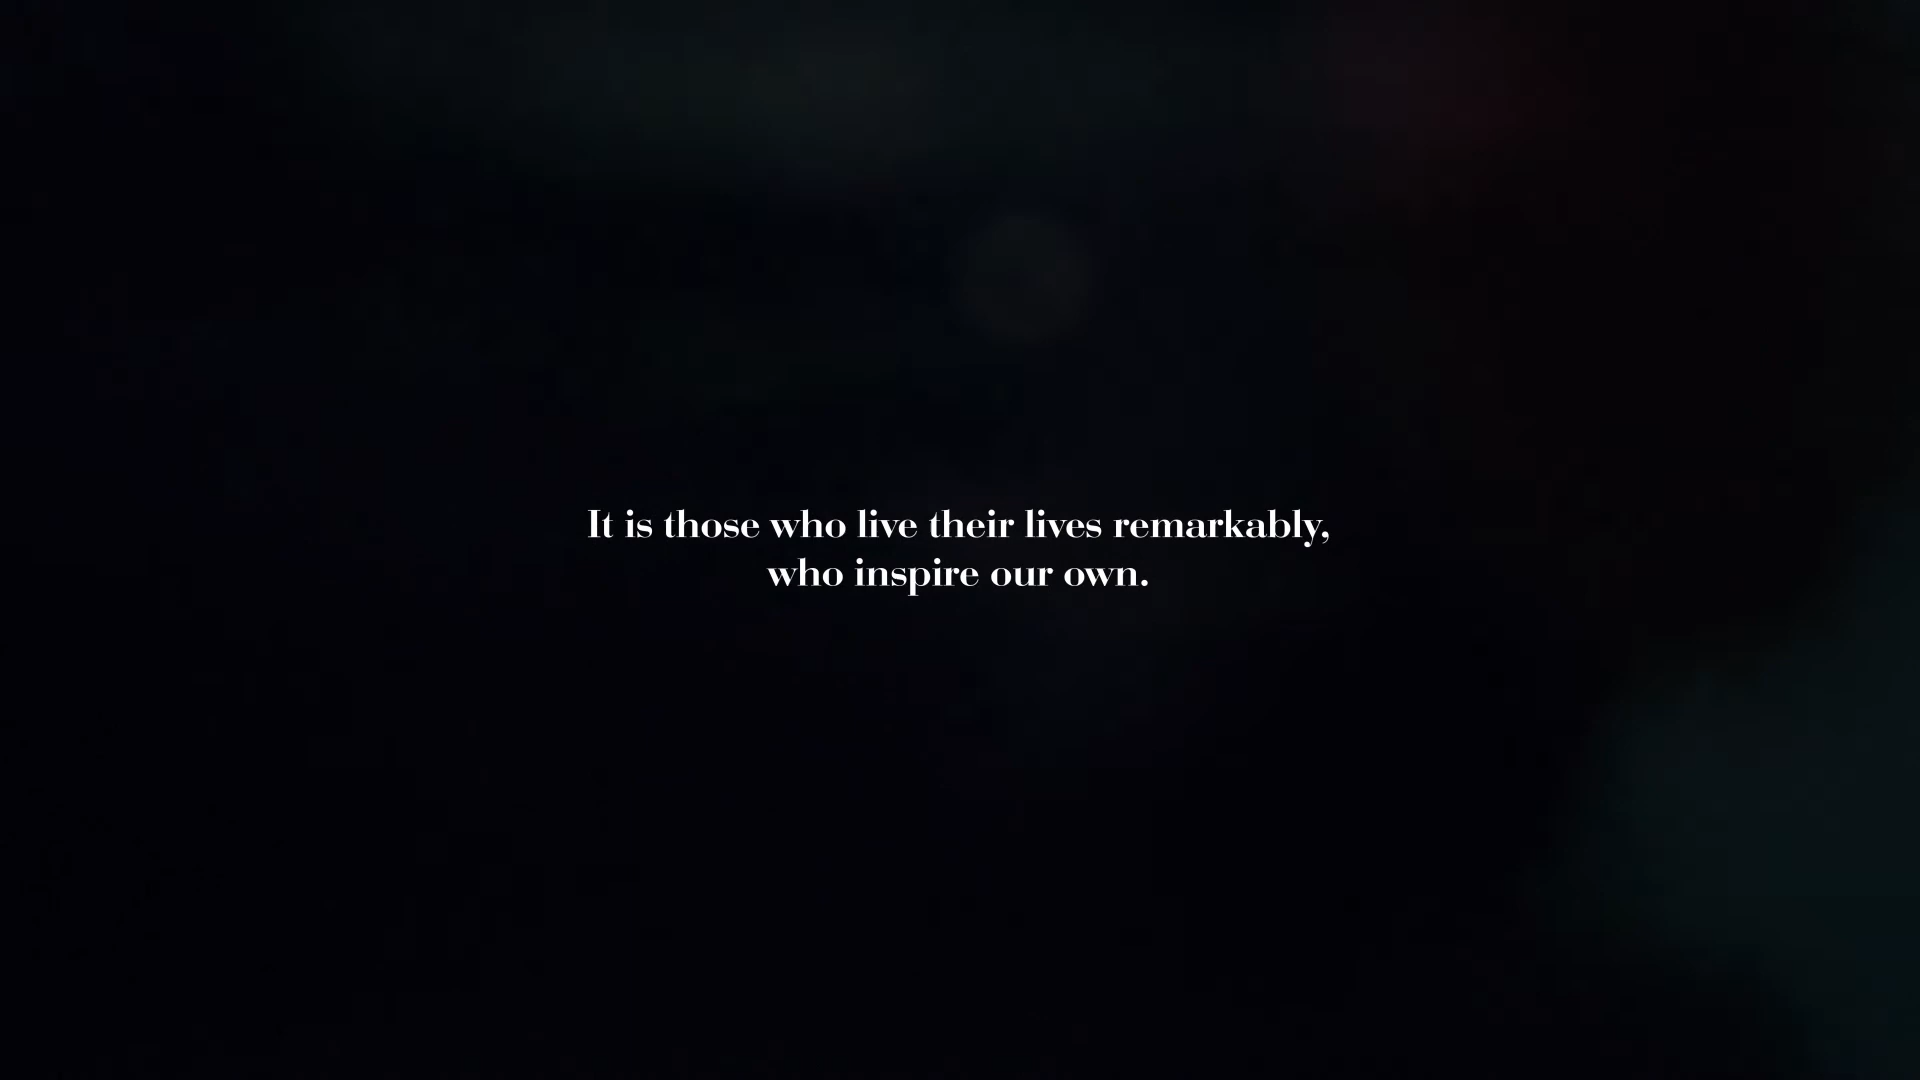 It is those who live their lives remarkably,
who inspire our own.